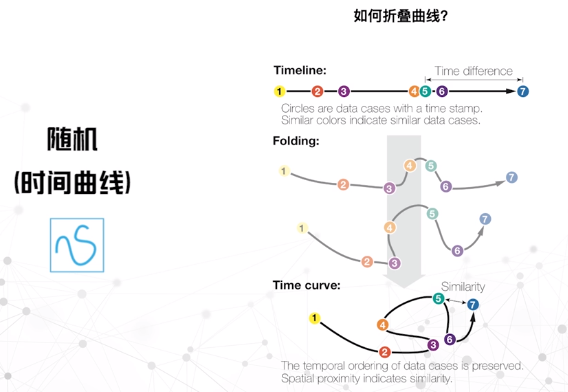 如何折叠曲线?
随机
(时间曲线)
Timeline:
Time difference
1 2 3 4 5 6 7
Circles are data cases with a time stamp.
Similar colors indicate similar data cases.
Folding:
1 2 3 4 5 6 7
1 2 3 4 5 6 7
Time curve:
Similarity
1 2 3 4 5 6 7
The temporal ordering of data cases is preserved.
Spatial proximity indicates similarity.